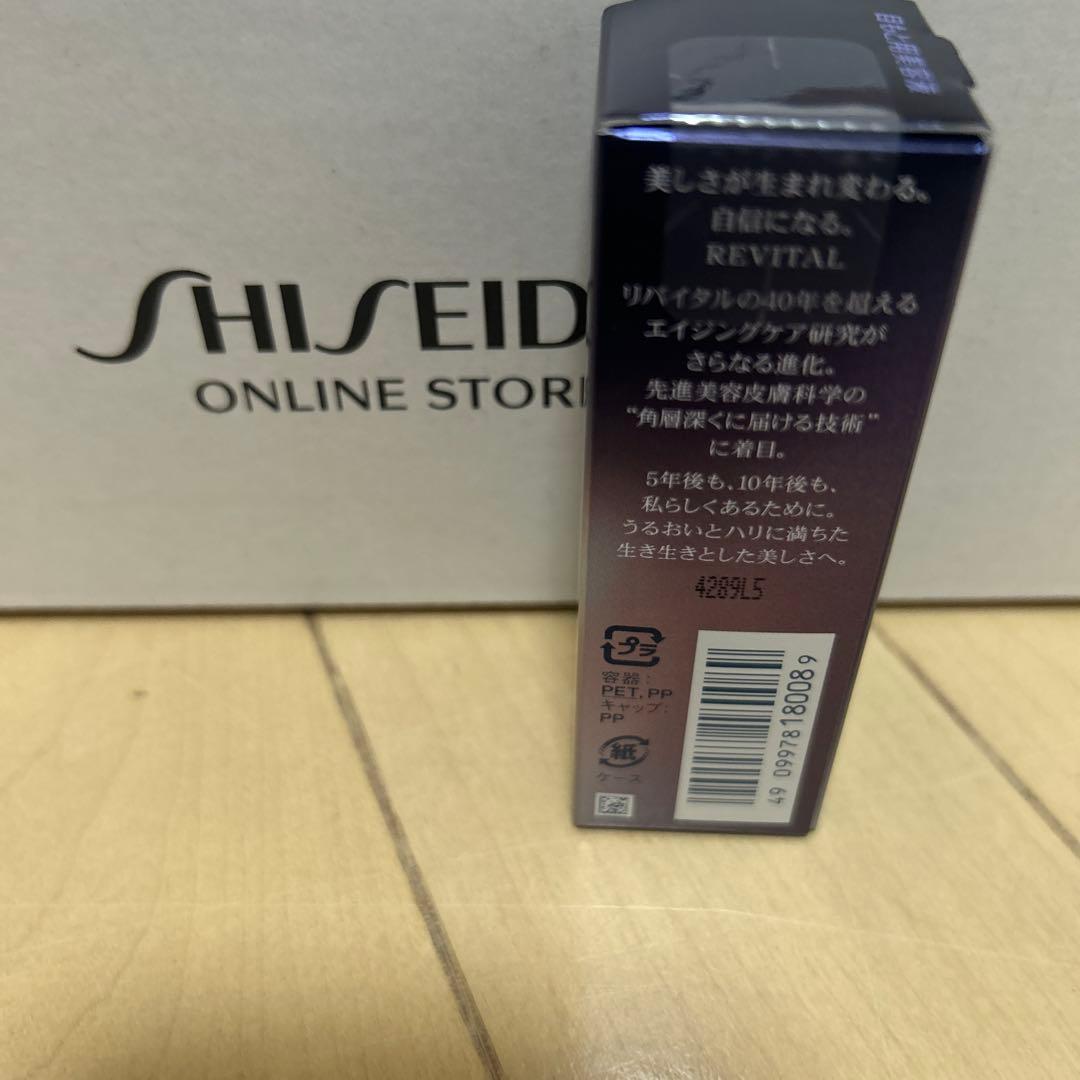 SHISEID
ONLINE STOR
美しさが生まれ変わる、
自信になる、
REVITAL
リバイタルの40年を超える
エイジングケア研究が
さらなる進化。
先進美容皮膚科学の
“角層深くに届ける技術”
に着目。
5年後も、10年後も、
私らしくあるために。
うるおいとハリに満ちた
生き生きとした美しさへ。
4289L5
プラ
容器：
PET, PP
キャップ：
PP
紙
ケース
49 09978 180089